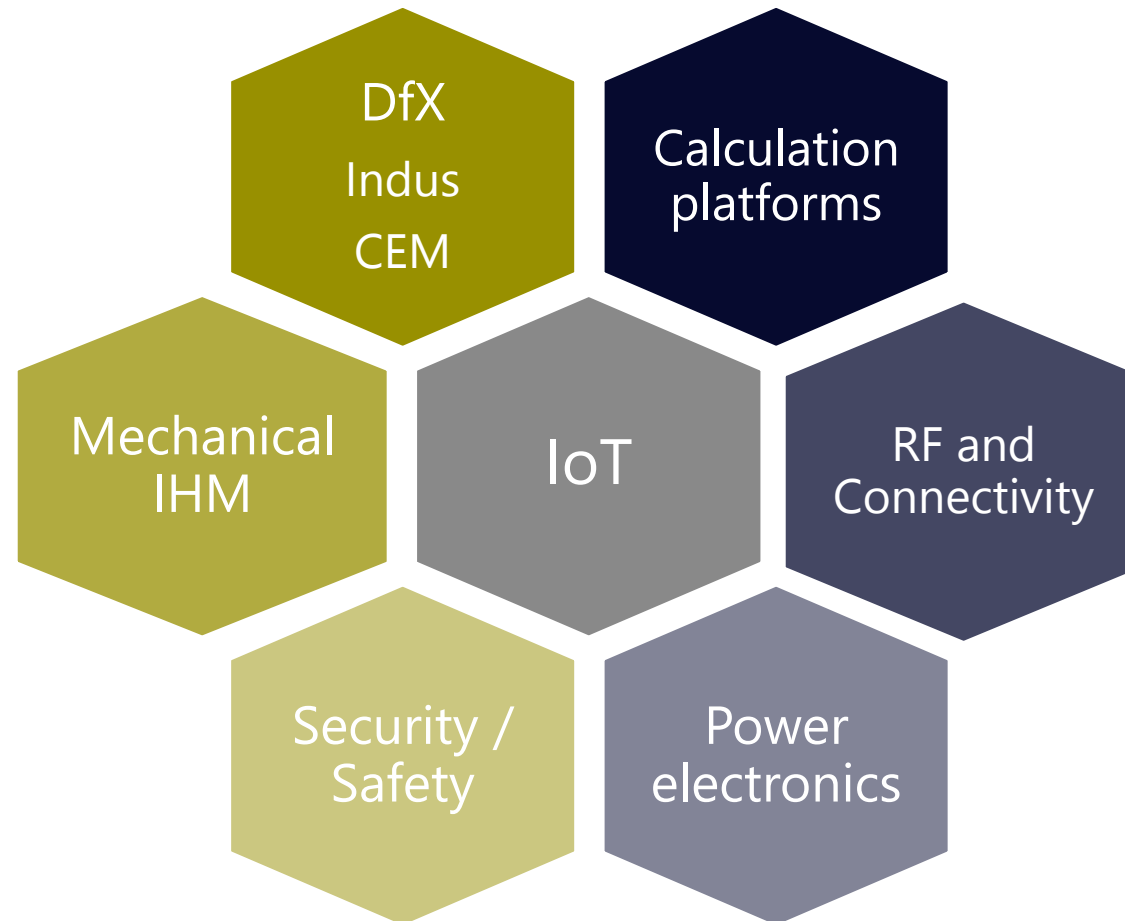 DfX
Indus
CEM
Calculation
platforms
Mechanical
IHM
IoT
RF and
Connectivity
Security /
Safety
Power
electronics